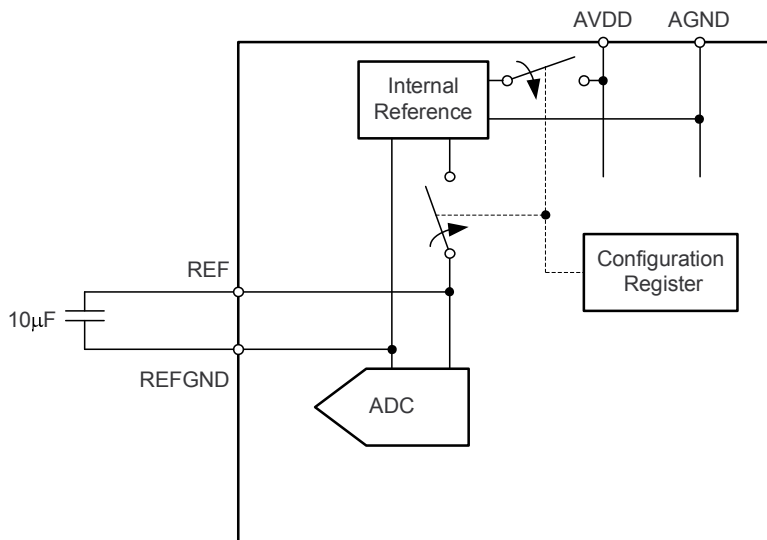 AVDD
AGND
Internal
Reference
Configuration
Register
REF
10μF
REFGND
ADC